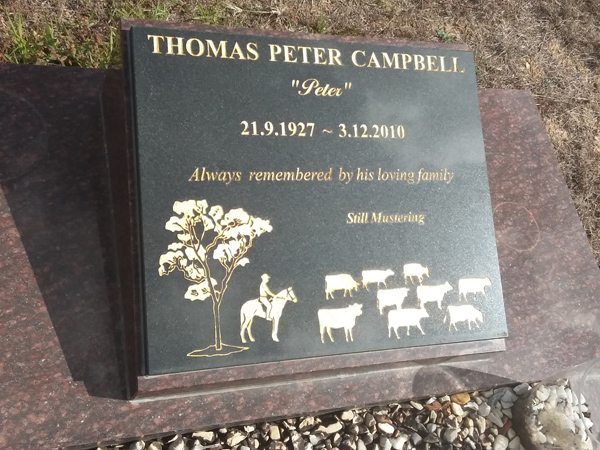 THOMAS PETER CAMPBELL
"Peter"
21.9.1927 ~ 3.12.2010
Always remembered by his loving family
Still Mustering